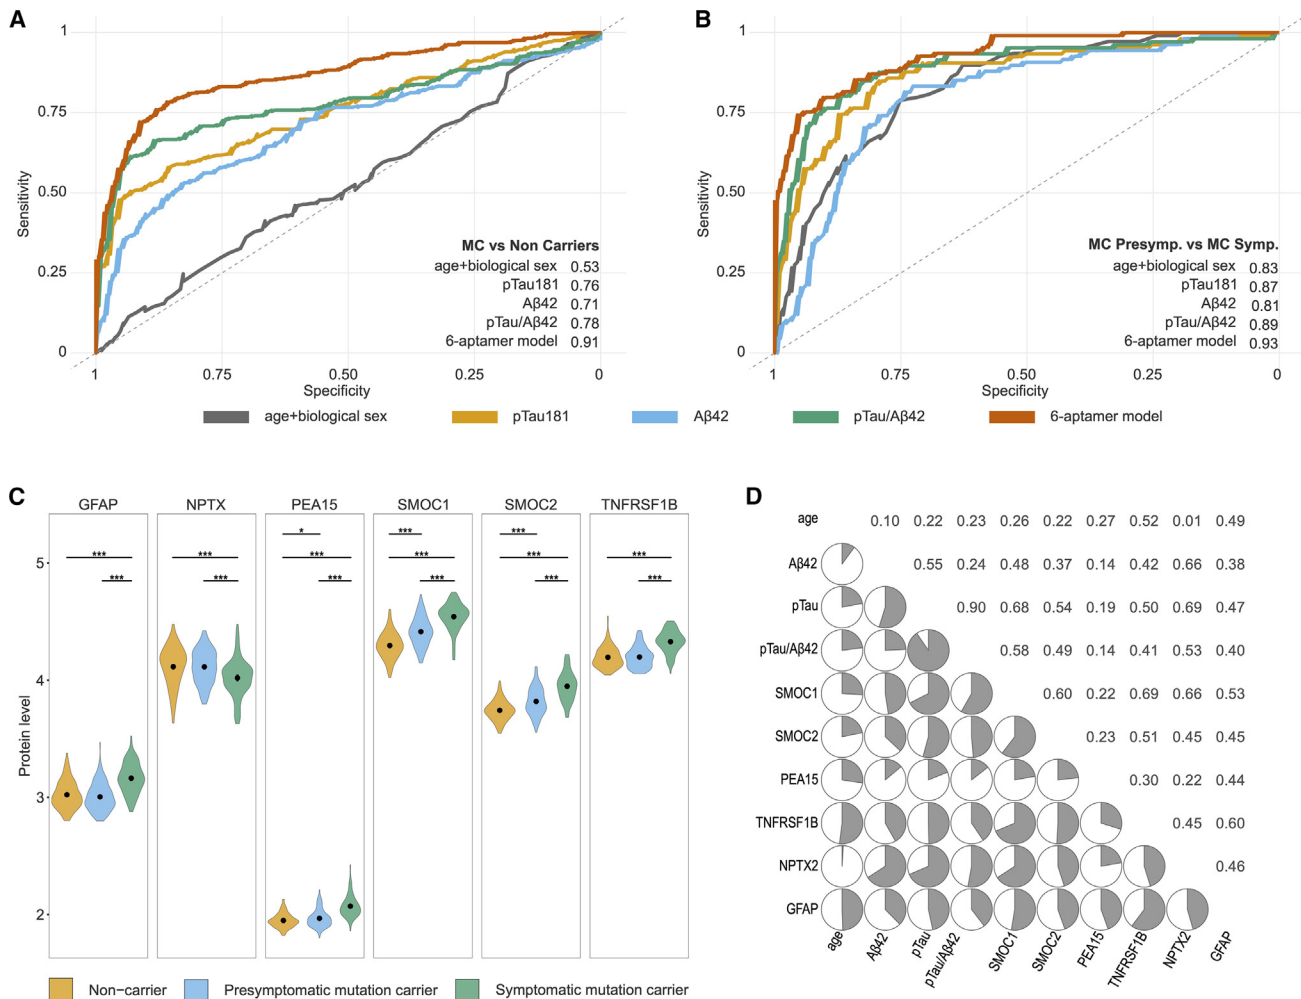 A
1
0.75
0.50
0.25
0
Sensitivity
MC vs Non Carriers
age+biological sex 0.53
pTau181 0.76
Aβ42 0.71
pTau/Aβ42 0.78
6-aptamer model 0.91
1 0.75 0.50 0.25 0
Specificity
B
1
0.75
0.50
0.25
0
Sensitivity
MC Presymp. vs MC Symp.
age+biological sex 0.83
pTau181 0.87
Aβ42 0.81
pTau/Aβ42 0.89
6-aptamer model 0.93
1 0.75 0.50 0.25 0
Specificity
age+biological sex pTau181 Aβ42 pTau/Aβ42 6-aptamer model
C
GFAP NPTX PEA15 SMOC1 SMOC2 TNFRSF1B
* *** ***
*** *** *** *** *** ***
*** *** *** *** *** ***
5
4
3
2
Protein level
Non-carrier Presymptomatic mutation carrier Symptomatic mutation carrier
D
age 0.10 0.22 0.23 0.26 0.22 0.27 0.52 0.01 0.49
Aβ42 0.55 0.24 0.48 0.37 0.14 0.42 0.66 0.38
pTau 0.90 0.68 0.54 0.19 0.50 0.69 0.47
pTau/Aβ42 0.58 0.49 0.14 0.41 0.53 0.40
SMOC1 0.60 0.22 0.69 0.66 0.53
SMOC2 0.23 0.51 0.45 0.45
PEA15 0.30 0.22 0.44
TNFRSF1B 0.45 0.60
NPTX2 0.46
GFAP
age Aβ42 pTau pTau/Aβ42 SMOC1 SMOC2 PEA15 TNFRSF1B NPTX2 GFAP